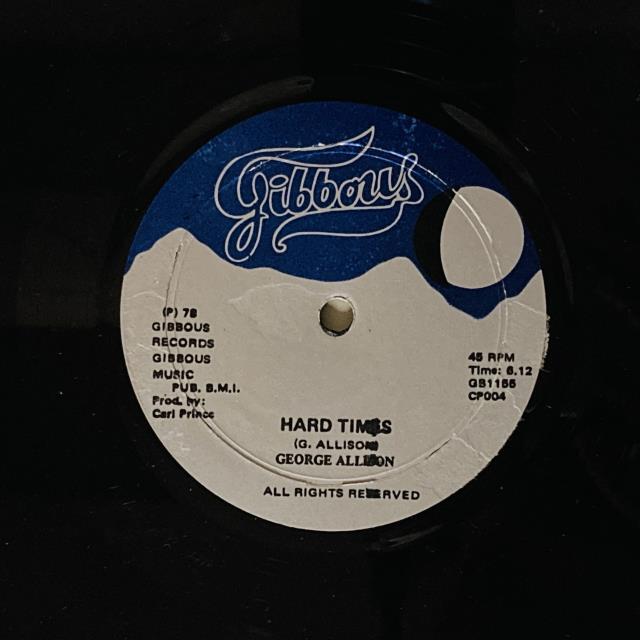 Gibbous
(P) 78
GIBBOUS
RECORDS
GIBBOUS
MUSIC
PUB. B.M.I.
Prod. by:
Carl Prince
45 RPM
Time: 6.12
GB1155
CP004
HARD TIMES
(G. ALLISON)
GEORGE ALLISON
ALL RIGHTS RESERVED